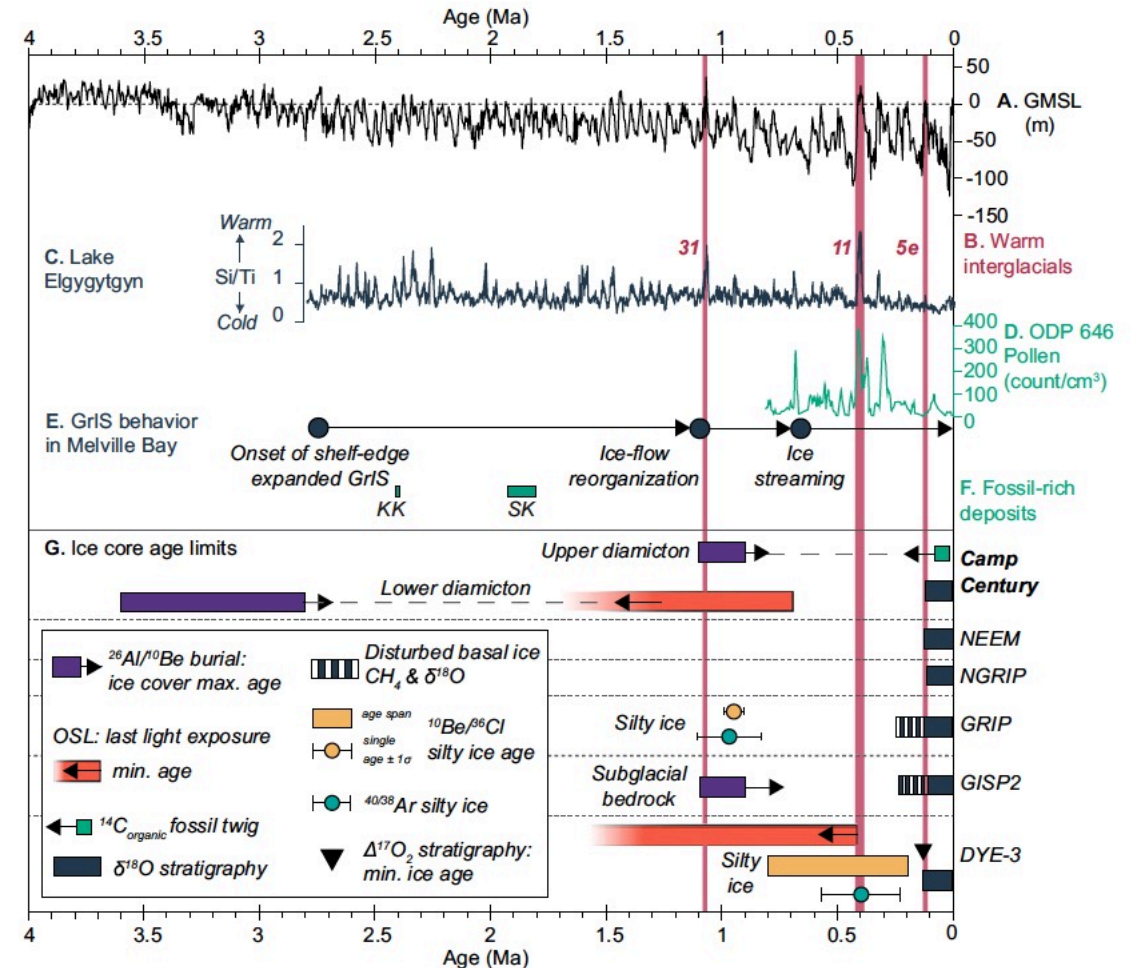 Age (Ma)
4 3.5 3 2.5 2 1.5 1 0.5 0
50
0
-50
-100
-150
A. GMSL
(m)
Warm
2
Si/Ti 1
0
Cold
C. Lake
Elgygytgyn
31
11
5e
B. Warm
interglacials
400
300
200
100
0
D. ODP 646
Pollen
(count/cm³)
E. GrIS behavior
in Melville Bay
Onset of shelf-edge
expanded GrIS
Ice-flow
reorganization
Ice
streaming
KK
SK
F. Fossil-rich
deposits
G. Ice core age limits
Upper diamicton
Lower diamicton
Camp
Century
NEEM
NGRIP
Silty ice
GRIP
Subglacial
bedrock
GISP2
Silty
ice
DYE-3
²⁶Al/¹⁰Be burial:
ice cover max. age
OSL: last light exposure
min. age
¹⁴Corganic fossil twig
δ¹⁸O stratigraphy
Disturbed basal ice
CH₄ & δ¹⁸O
age span
single
age ± 1σ
¹⁰Be/³⁶Cl
silty ice age
⁴⁰/³⁸Ar silty ice
Δ¹⁷O₂ stratigraphy:
min. ice age
4 3 2.5 2 1.5 1 0.5 0
Age (Ma)